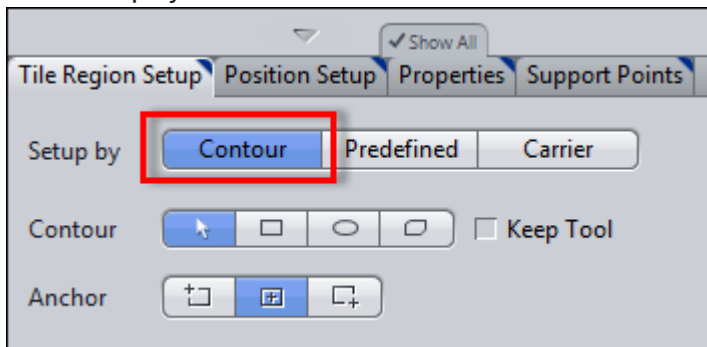 Show All
Tile Region Setup Position Setup Properties Support Points
Setup by Contour Predefined Carrier
Contour Keep Tool
Anchor